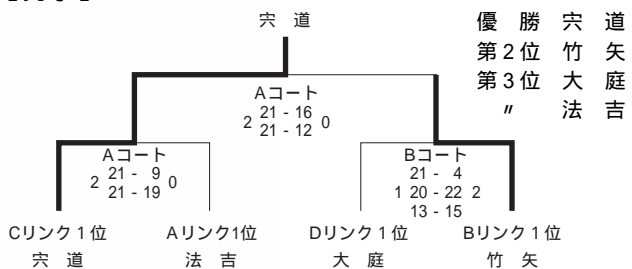 宍 道
優 勝 宍 道
第2位 竹 矢
第3位 大 庭
〃 法 吉
Aコート
2 21 - 16 0
21 - 12
Aコート
2 21 - 9 0
21 - 19
Bコート
21 - 4
1 20 - 22 2
13 - 15
Cリンク1位 Aリンク1位 Dリンク1位 Bリンク1位
宍 道 法 吉 大 庭 竹 矢